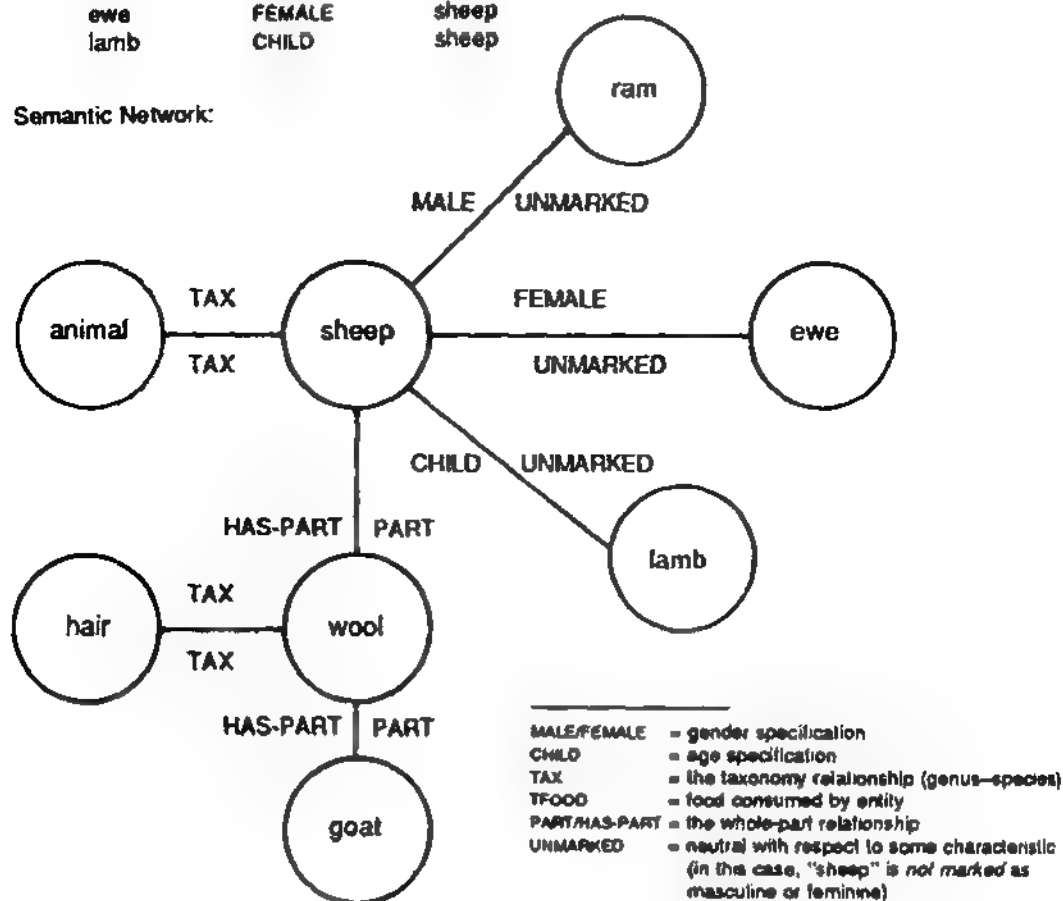 ewe FEMALE sheep
lamb CHILD sheep
Semantic Network:
ram
MALE UNMARKED
TAX
FEMALE
animal
sheep
ewe
TAX
UNMARKED
CHILD UNMARKED
HAS-PART PART
lamb
TAX
hair
wool
TAX
HAS-PART PART
goat
MALE/FEMALE = gender specification
CHILD = age specification
TAX = the taxonomy relationship (genus–species)
TFOOD = food consumed by entity
PART/HAS-PART = the whole-part relationship
UNMARKED = neutral with respect to some characteristic
(in this case, "sheep" is not marked as
masculine or feminine)